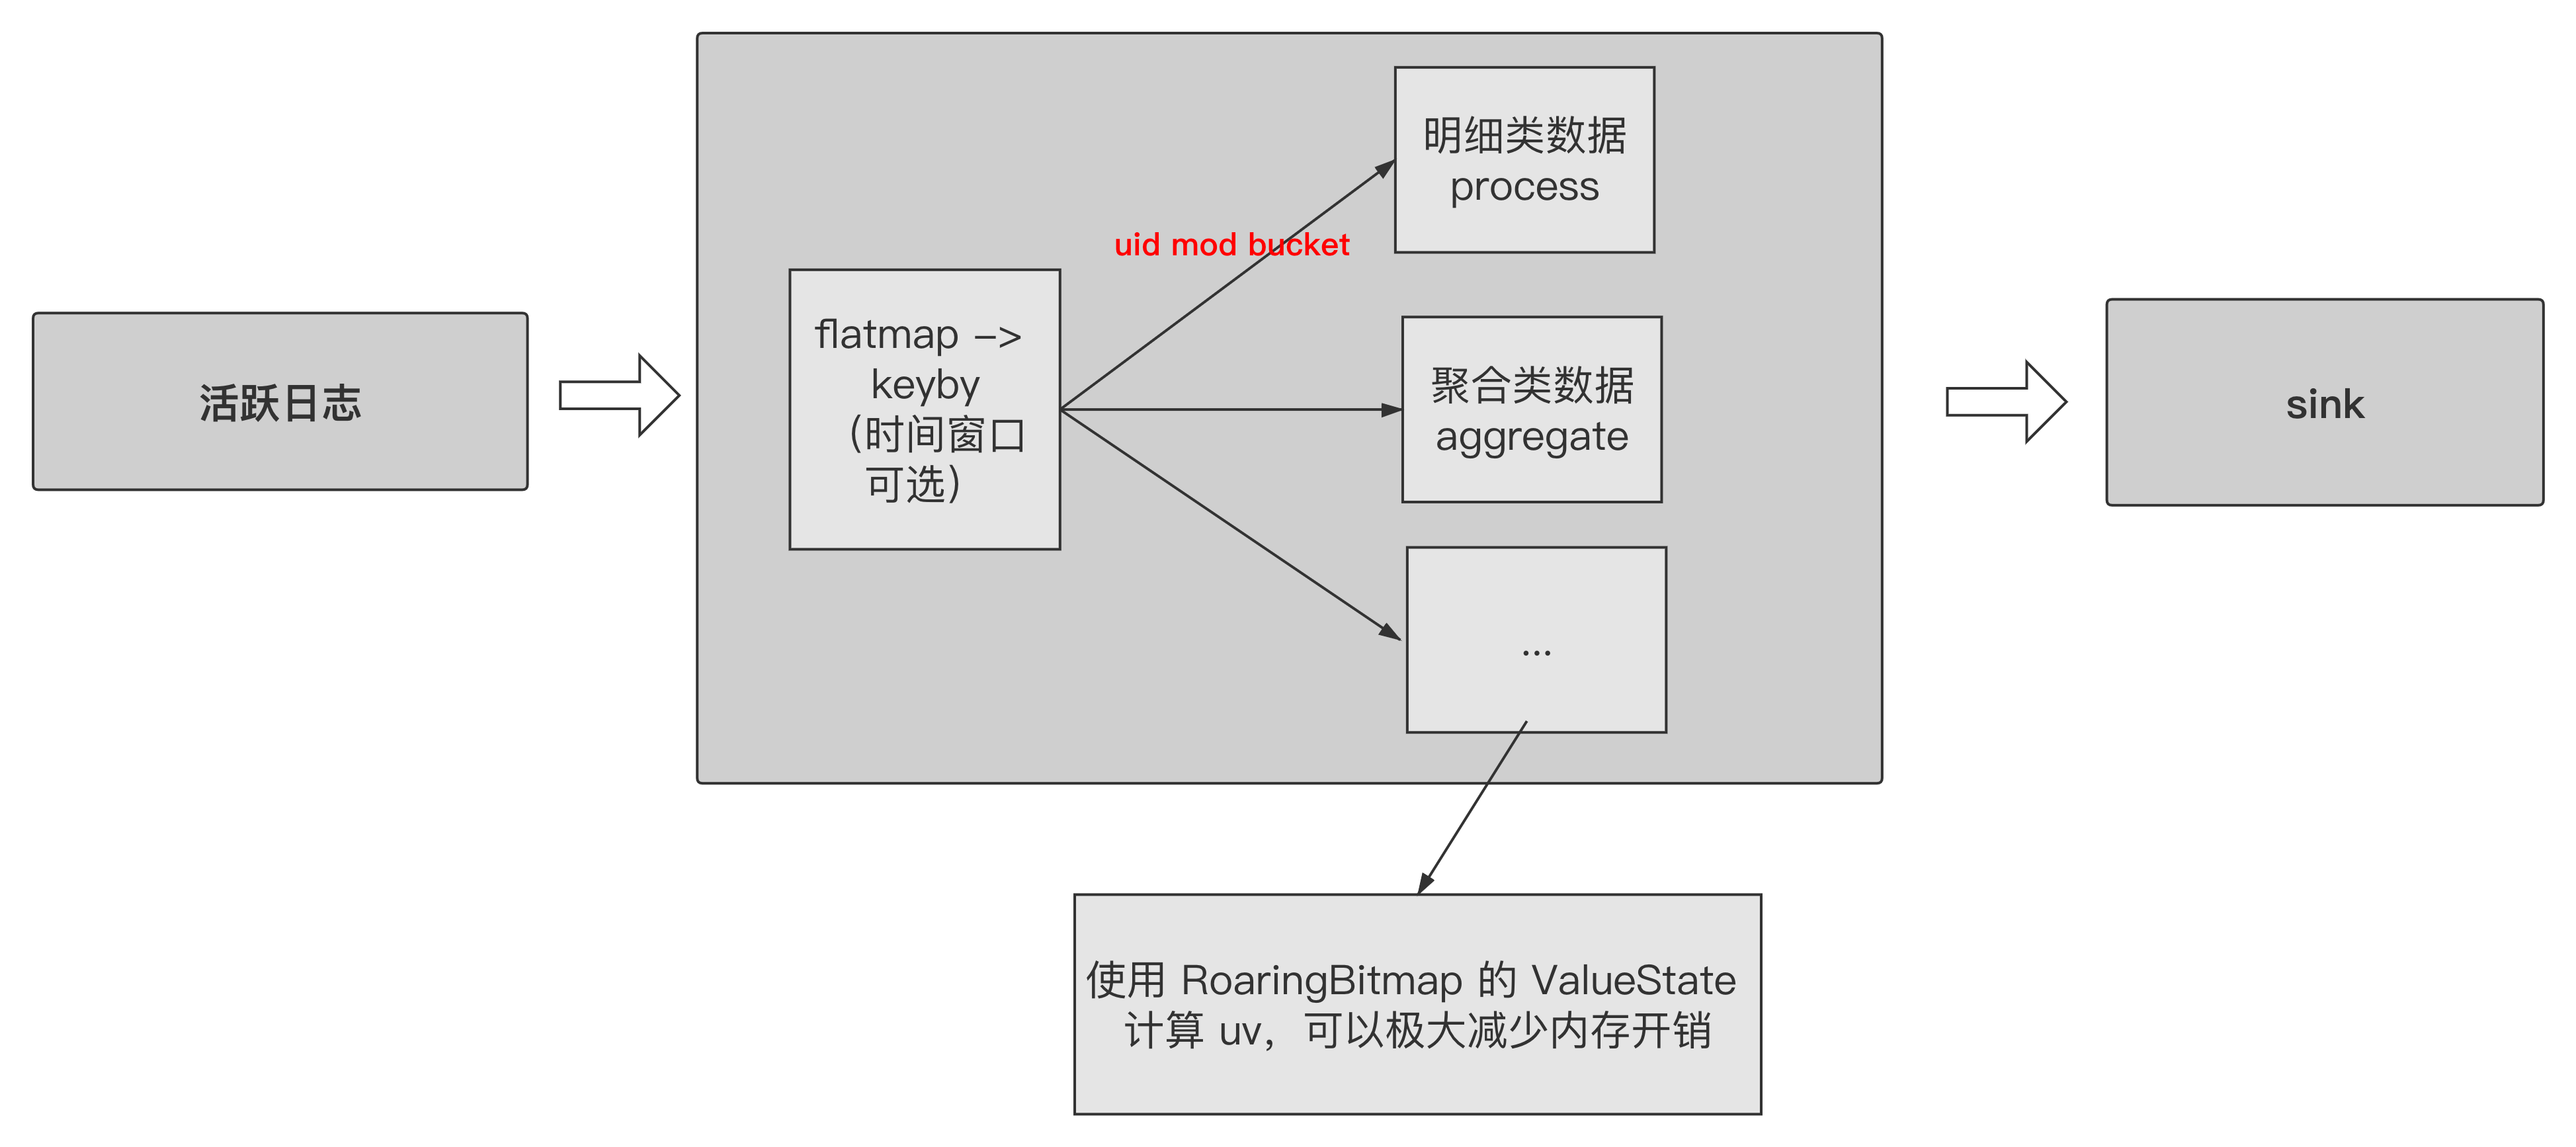 活跃日志
flatmap –>
keyby
（时间窗口
可选）
uid mod bucket
明细类数据
process
聚合类数据
aggregate
...
sink
使用 RoaringBitmap 的 ValueState
计算 uv，可以极大减少内存开销